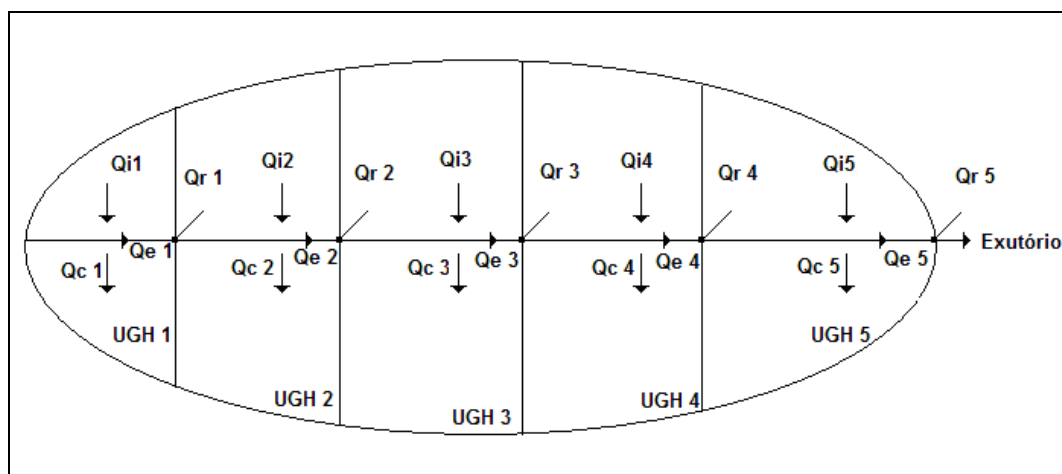 Qi1
Qi2
Qi3
Qi4
Qi5
Qr 1
Qr 2
Qr 3
Qr 4
Qr 5
Qe 1
Qe 2
Qe 3
Qe 4
Qe 5
Exutório
Qc 1
Qc 2
Qc 3
Qc 4
Qc 5
UGH 1
UGH 2
UGH 3
UGH 4
UGH 5